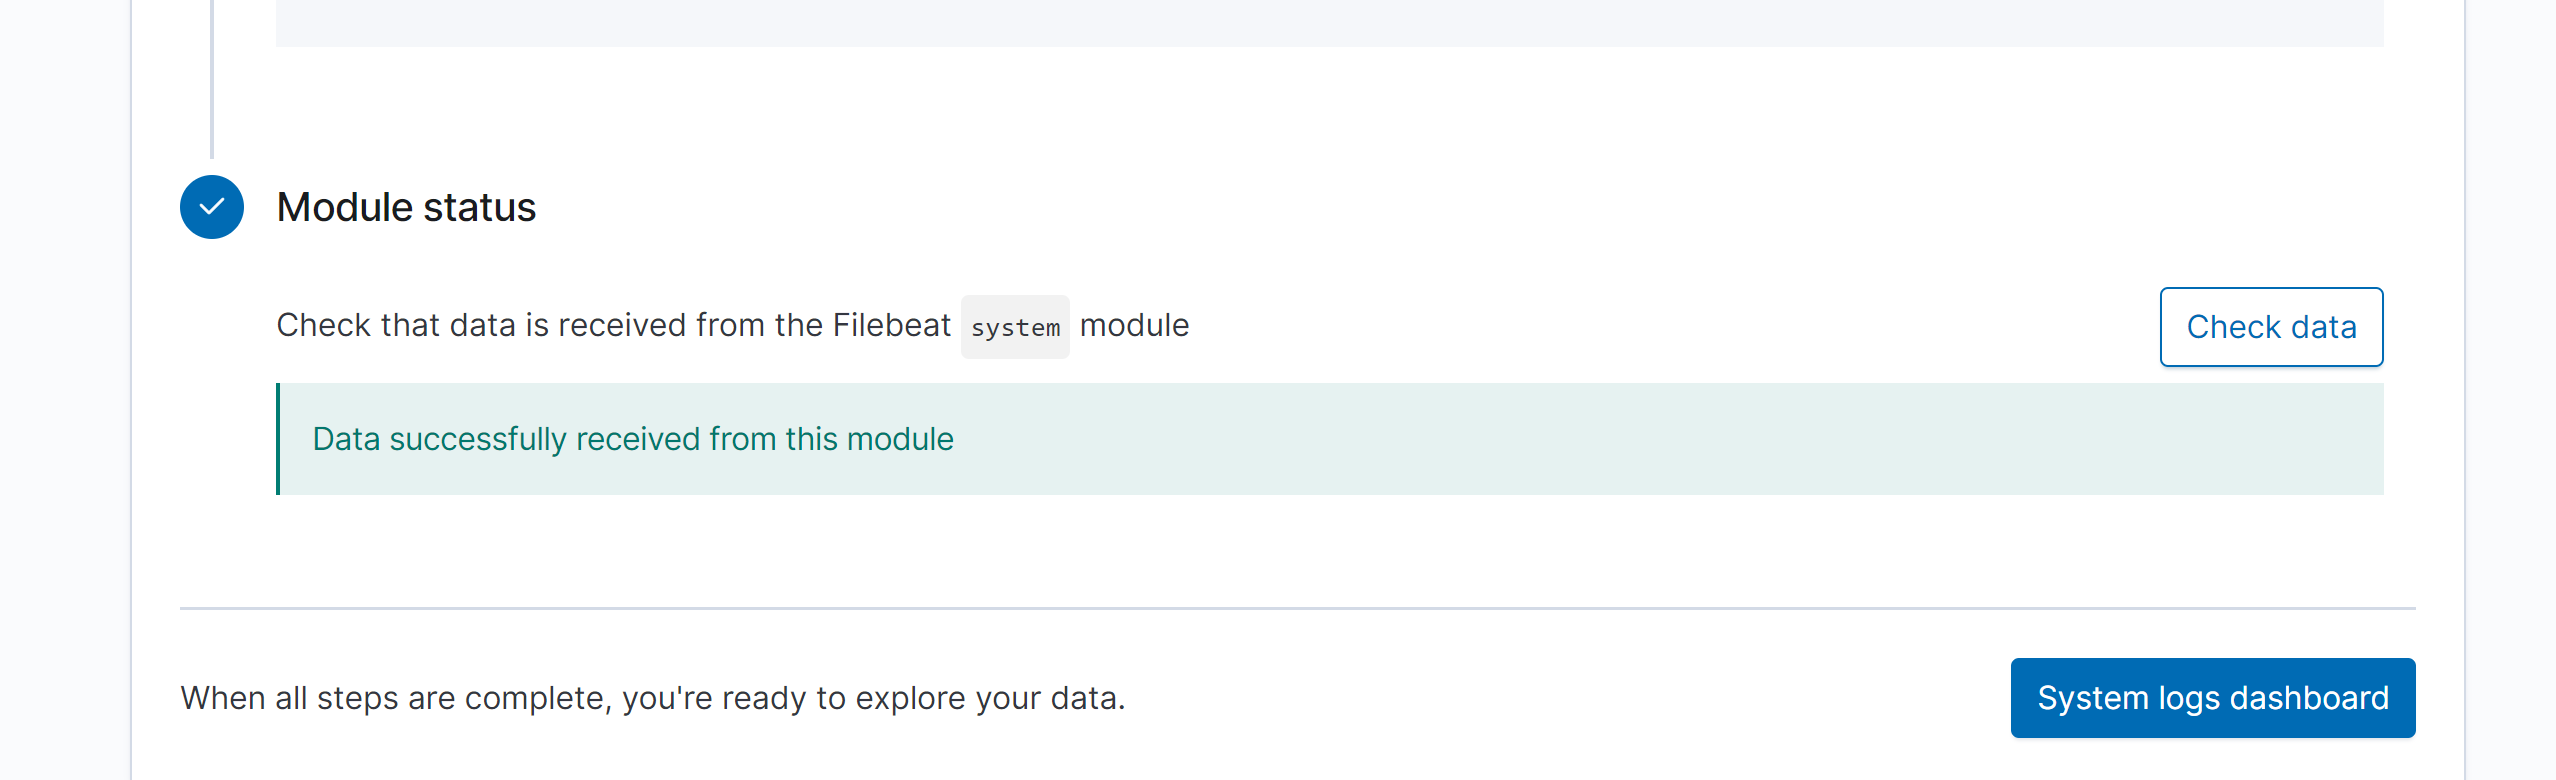 Module status
Check that data is received from the Filebeat system module
Check data
Data successfully received from this module
When all steps are complete, you're ready to explore your data.
System logs dashboard